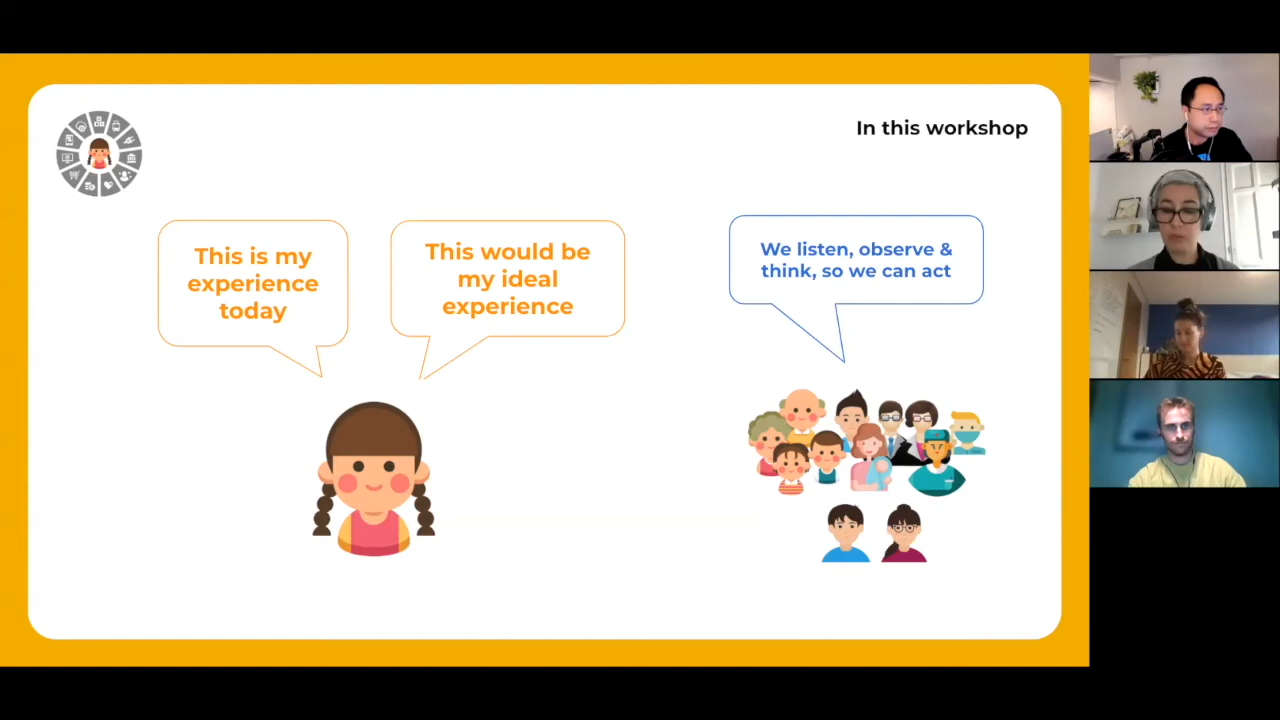 In this workshop
This is my
experience
today
This would be
my ideal
experience
We listen, observe &
think, so we can act